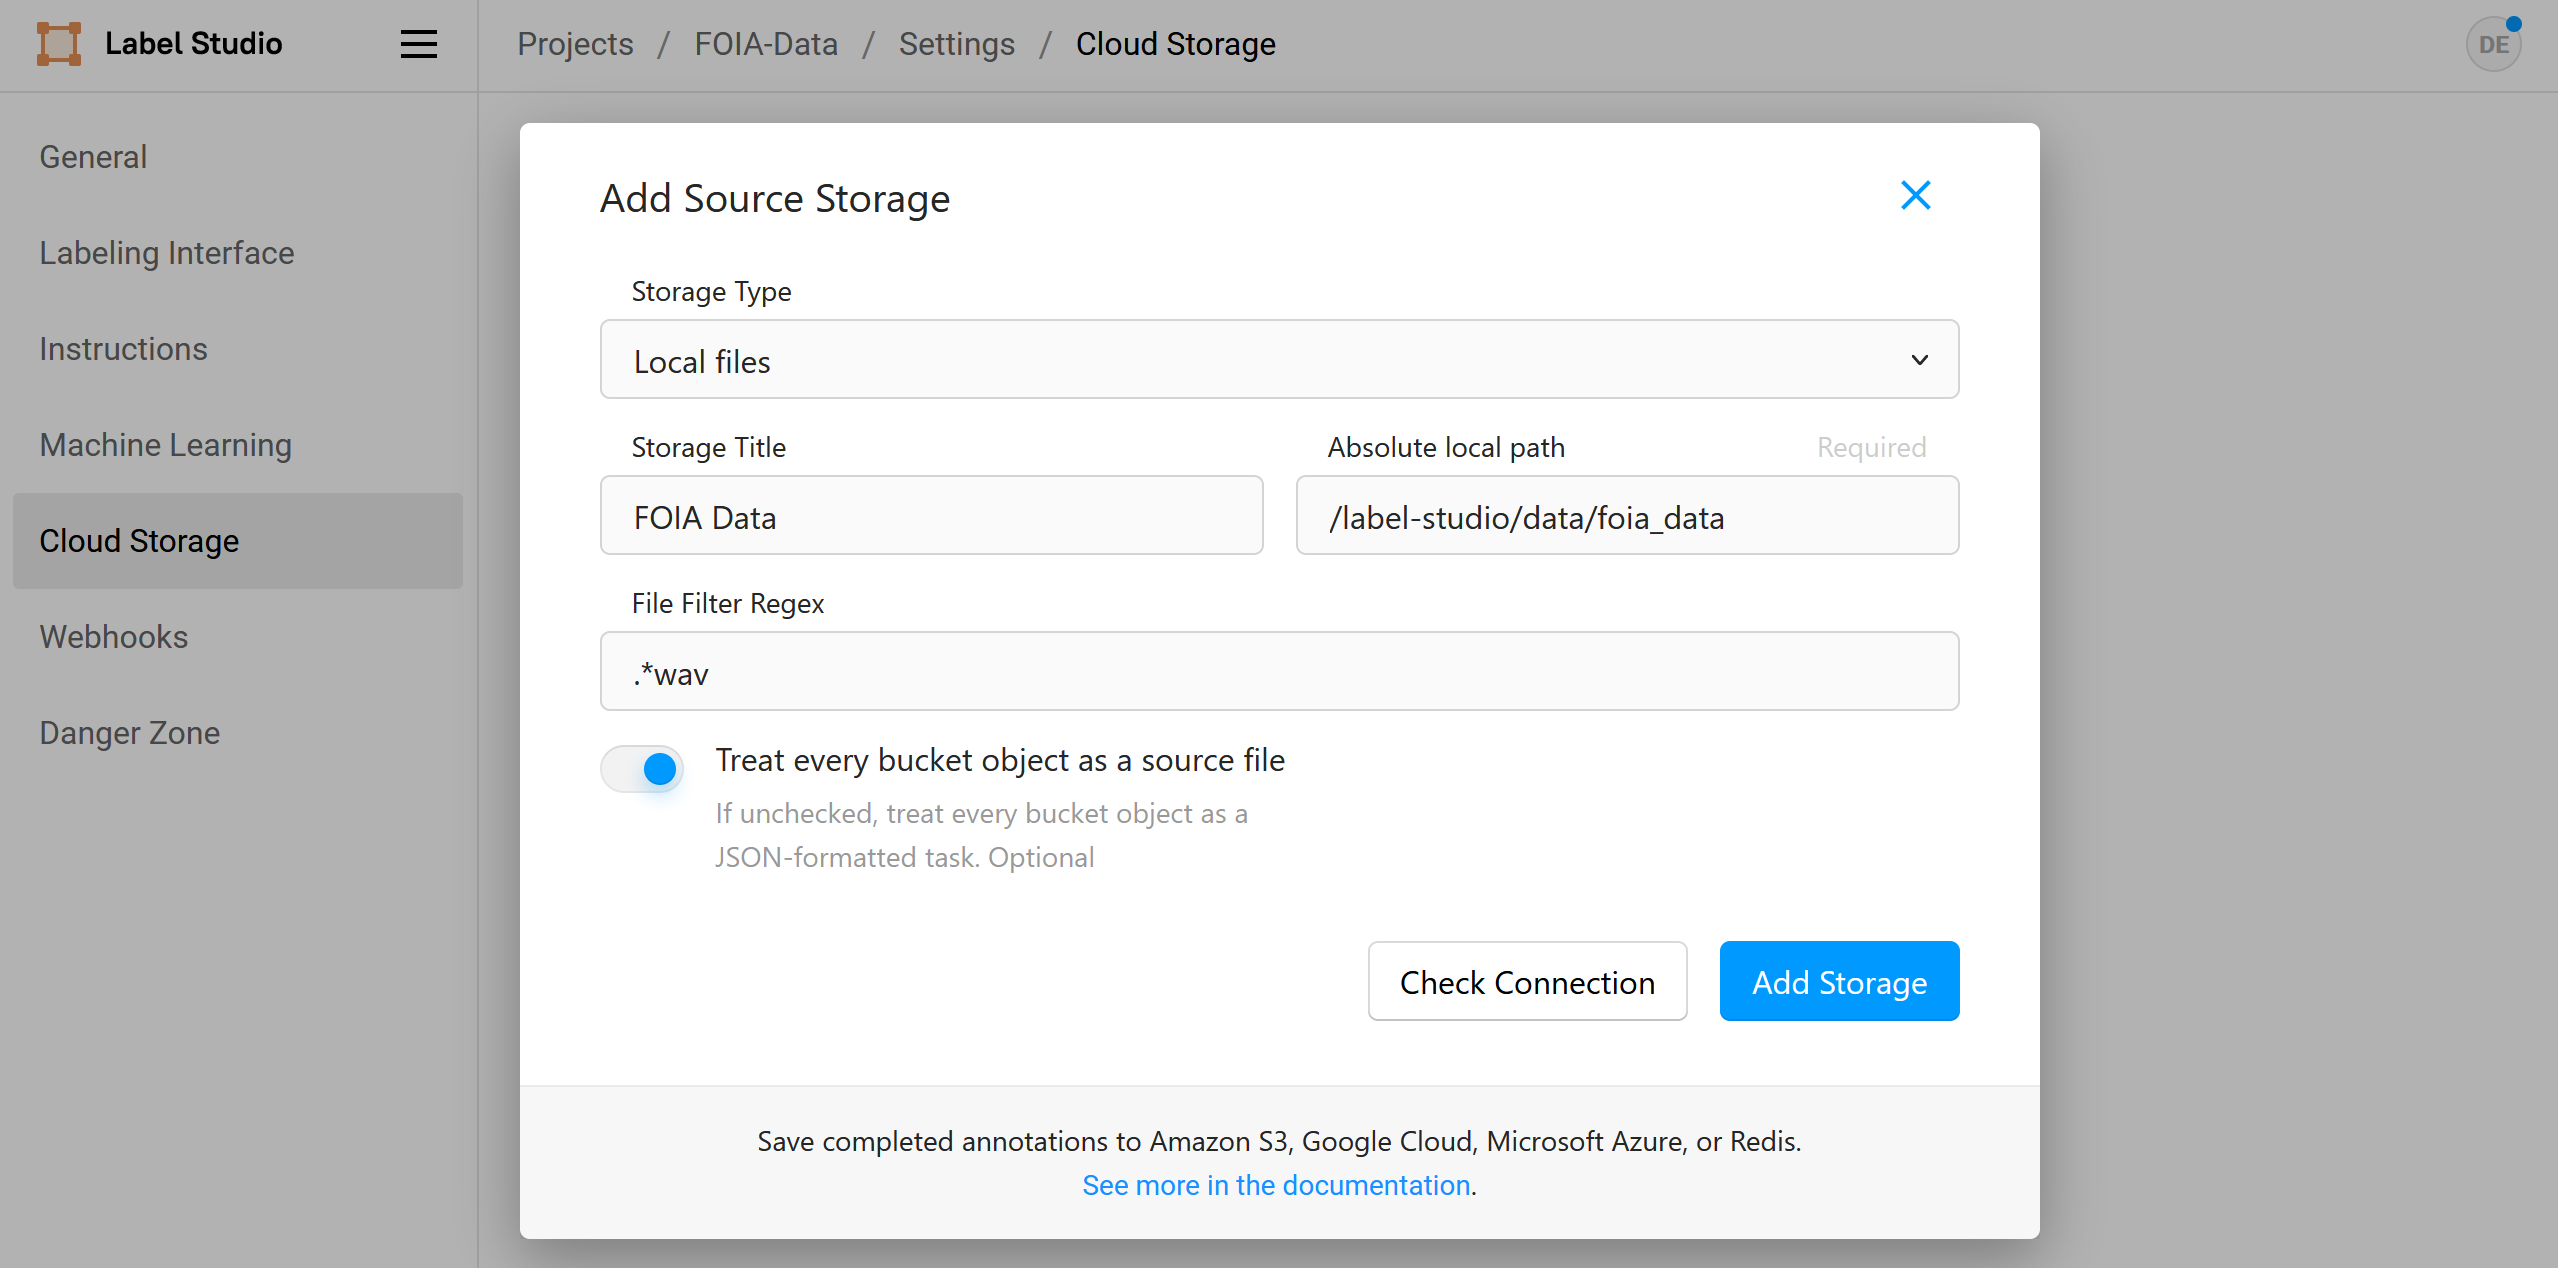 Label Studio
Projects / FOIA-Data / Settings / Cloud Storage
DE
General
Labeling Interface
Instructions
Machine Learning
Cloud Storage
Webhooks
Danger Zone
Add Source Storage
Storage Type
Local files
Storage Title
FOIA Data
Absolute local path Required
/label-studio/data/foia_data
File Filter Regex
.*wav
Treat every bucket object as a source file
If unchecked, treat every bucket object as a
JSON-formatted task. Optional
Check Connection
Add Storage
Save completed annotations to Amazon S3, Google Cloud, Microsoft Azure, or Redis.
See more in the documentation.